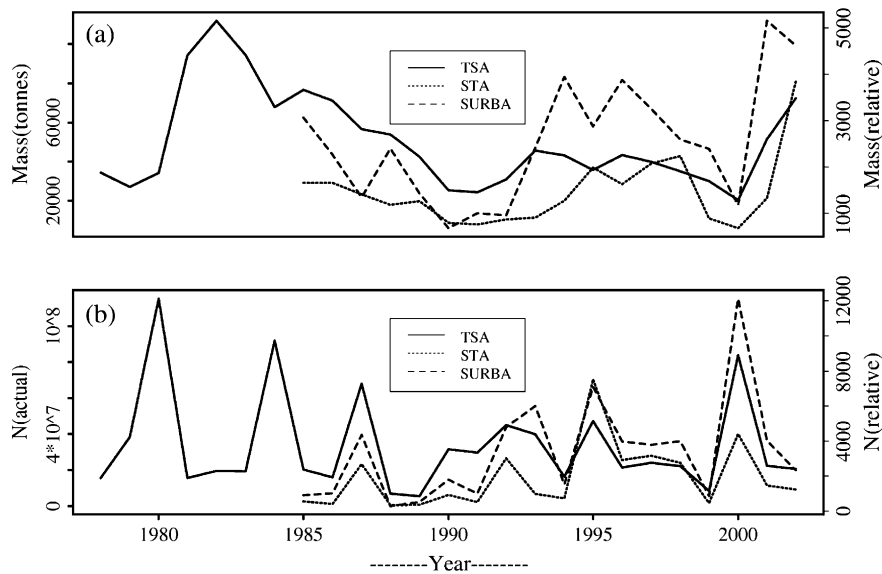 (a)
TSA
STA
SURBA
Mass(tonnes)
20000
60000
Mass(relative)
1000
3000
5000
(b)
TSA
STA
SURBA
N(actual)
0
4*10^7
10^8
N(relative)
0
4000
8000
12000
1980
1985
1990
1995
2000
--------Year--------